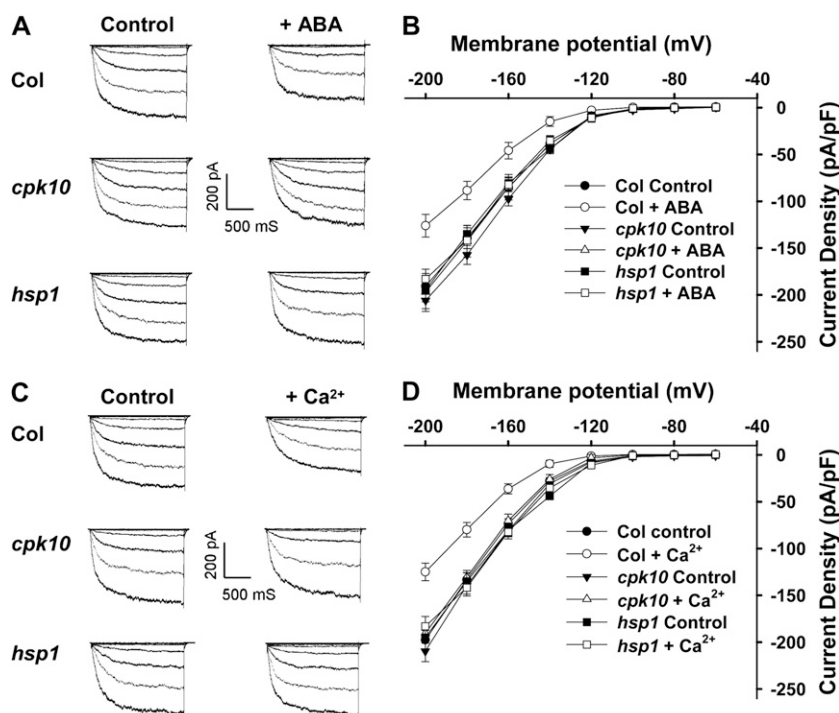 A
Control
+ ABA
Col
cpk10
200 pA
500 mS
hsp1
B
Membrane potential (mV)
-200 -160 -120 -80 -40
0
-50
-100
-150
-200
-250
Current Density (pA/pF)
Col Control
Col + ABA
cpk10 Control
cpk10 + ABA
hsp1 Control
hsp1 + ABA
C
Control
+ Ca²⁺
Col
cpk10
200 pA
500 mS
hsp1
D
Membrane potential (mV)
-200 -160 -120 -80 -40
0
-50
-100
-150
-200
-250
Current Density (pA/pF)
Col control
Col + Ca²⁺
cpk10 Control
cpk10 + Ca²⁺
hsp1 Control
hsp1 + Ca²⁺